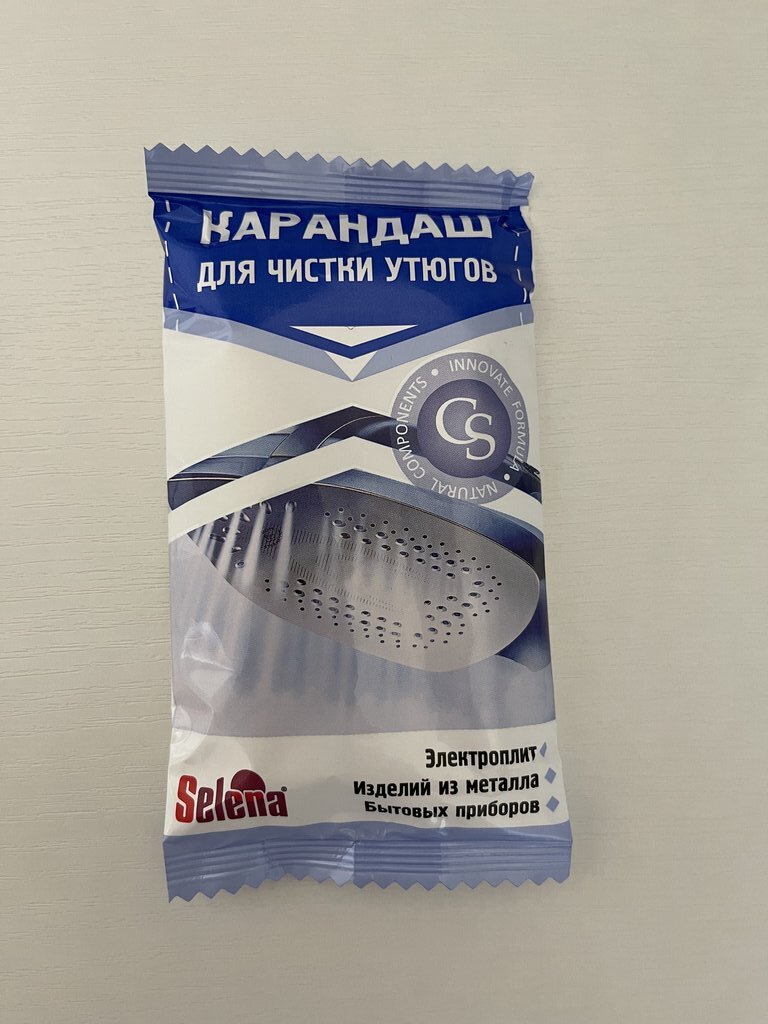 КАРАНДАШ
ДЛЯ ЧИСТКИ УТЮГОВ
INNOVATE FORMULA • NATURAL COMPONENTS •
CS
Электроплит
Изделий из металла
Бытовых приборов
Selena®